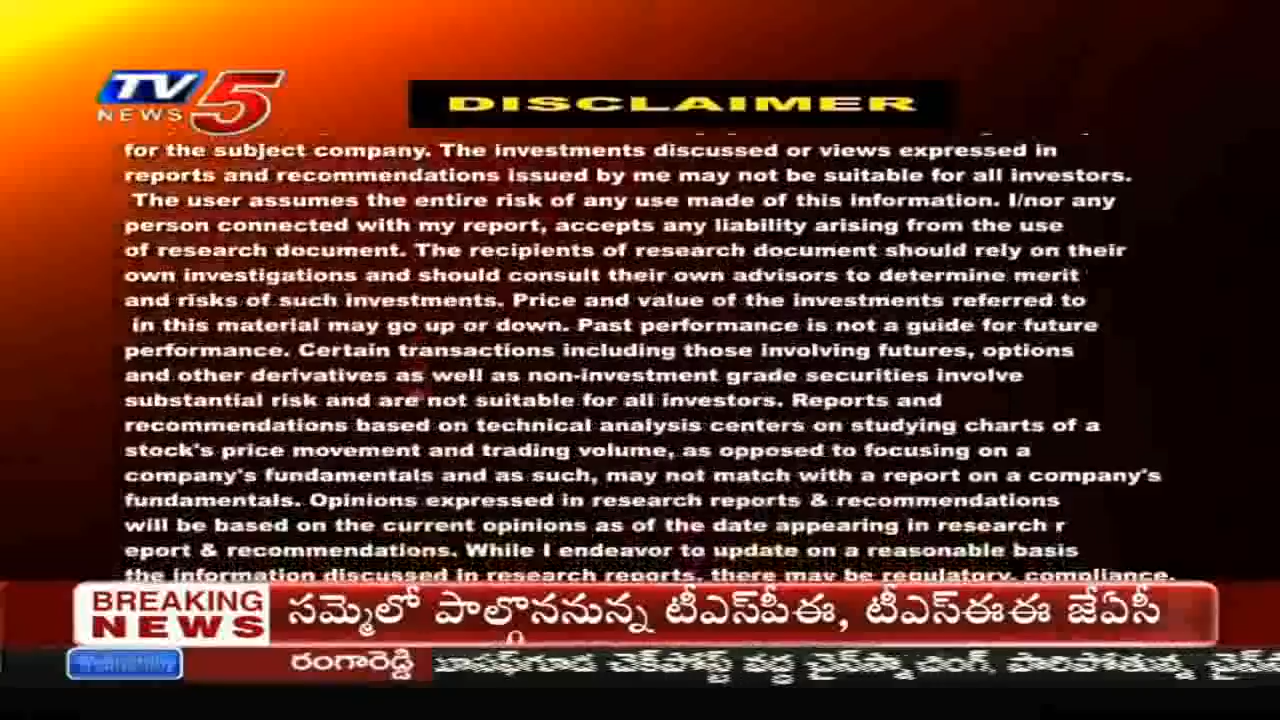 TV 5
NEWS
DISCLAIMER
for the subject company. The investments discussed or views expressed in
reports and recommendations issued by me may not be suitable for all investors.
The user assumes the entire risk of any use made of this information. I/nor any
person connected with my report, accepts any liability arising from the use
of research document. The recipients of research document should rely on their
own investigations and should consult their own advisors to determine merit
and risks of such investments. Price and value of the investments referred to
in this material may go up or down. Past performance is not a guide for future
performance. Certain transactions including those involving futures, options
and other derivatives as well as non-investment grade securities involve
substantial risk and are not suitable for all investors. Reports and
recommendations based on technical analysis centers on studying charts of a
stock's price movement and trading volume, as opposed to focusing on a
company's fundamentals and as such, may not match with a report on a company's
fundamentals. Opinions expressed in research reports & recommendations
will be based on the current opinions as of the date appearing in research r
eport & recommendations. While I endeavor to update on a reasonable basis
the information discussed in research reports, there may be regulatory, compliance,
BREAKING
NEWS
సమ్మెలో పాల్గొననున్న టీఎస్‌పీఈ, టీఎస్‌ఈఈ జేఏసీ
రంగారెడ్డి